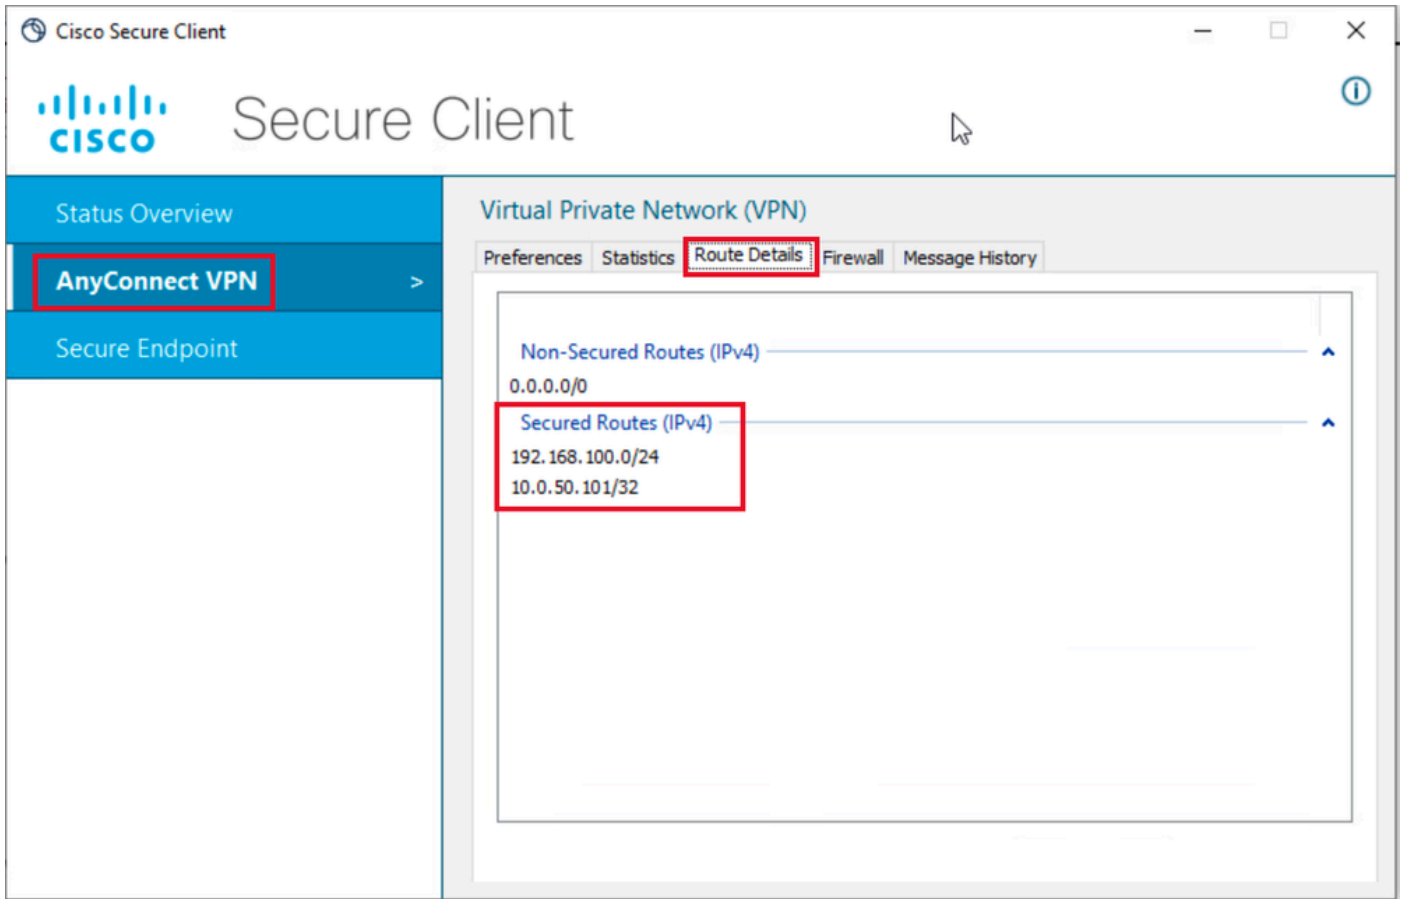 Cisco Secure Client
CISCO
Secure Client
Status Overview
AnyConnect VPN >
Secure Endpoint
Virtual Private Network (VPN)
Preferences Statistics Route Details Firewall Message History
Non-Secured Routes (IPv4)
0.0.0.0/0
Secured Routes (IPv4)
192.168.100.0/24
10.0.50.101/32